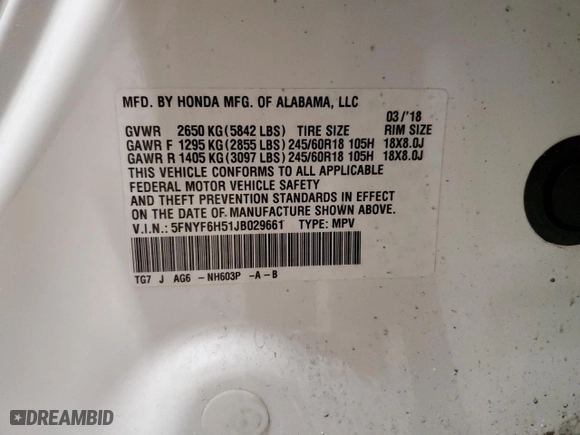 MFD. BY HONDA MFG. OF ALABAMA, LLC
03/'18
GVWR 2650 KG(5842 LBS) TIRE SIZE RIM SIZE
GAWR F 1295 KG(2855 LBS)245/60R18 105H 18X8.0J
GAWR R 1405 KG(3097 LBS)245/60R18 105H 18X8.0J
THIS VEHICLE CONFORMS TO ALL APPLICABLE
FEDERAL MOTOR VEHICLE SAFETY
AND THEFT PREVENTION STANDARDS IN EFFECT
ON THE DATE OF MANUFACTURE SHOWN ABOVE.
V.I.N.: 5FNYF6H51JB029661 TYPE: MPV
TG7 J AG6 -NH603P -A-B
DREAMBID